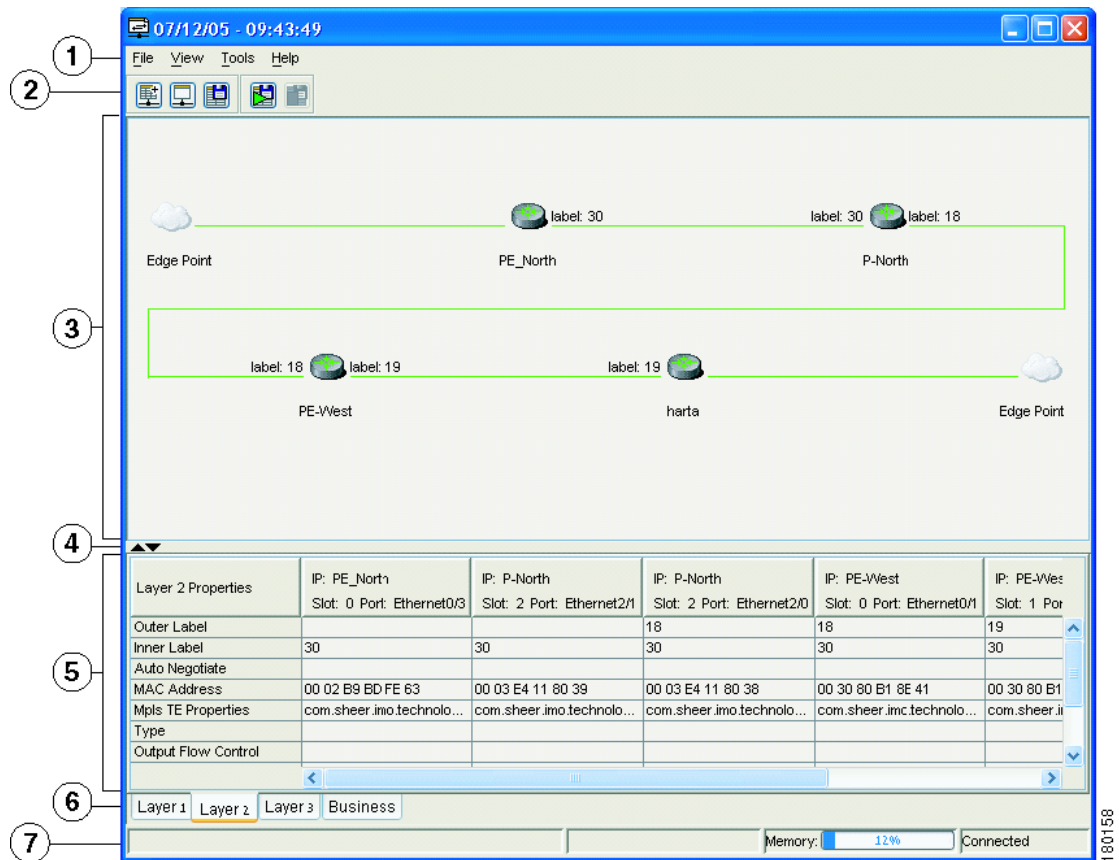 07/12/05 - 09:43:49
1
File View Tools Help
2
3
label: 30
label: 30
label: 18
Edge Point
PE_North
P-North
label: 18
label: 19
label: 19
PE-West
harta
Edge Point
4
5
Layer 2 Properties
IP: PE_North
Slot: 0 Port: Ethernet0/3
IP: P-North
Slot: 2 Port: Ethernet2/1
IP: P-North
Slot: 2 Port: Ethernet2/0
IP: PE-West
Slot: 0 Port: Ethernet0/1
IP: PE-Wes
Slot: 1 Por
Outer Label 18 18 19
Inner Label 30 30 30 30 30
Auto Negotiate
MAC Address 00 02 B9 BD FE 63 00 03 E4 11 80 39 00 03 E4 11 80 38 00 30 80 B1 8E 41 00 30 80 B1
Mpls TE Properties com.sheer.imo.technolo... com.sheer.imo.technolo... com.sheer.imo.technolo... com.sheer.imo.technolo... com.sheer.i
Type
Output Flow Control
6
Layer 1 Layer 2 Layer 3 Business
7
Memory: 12% Connected
180158